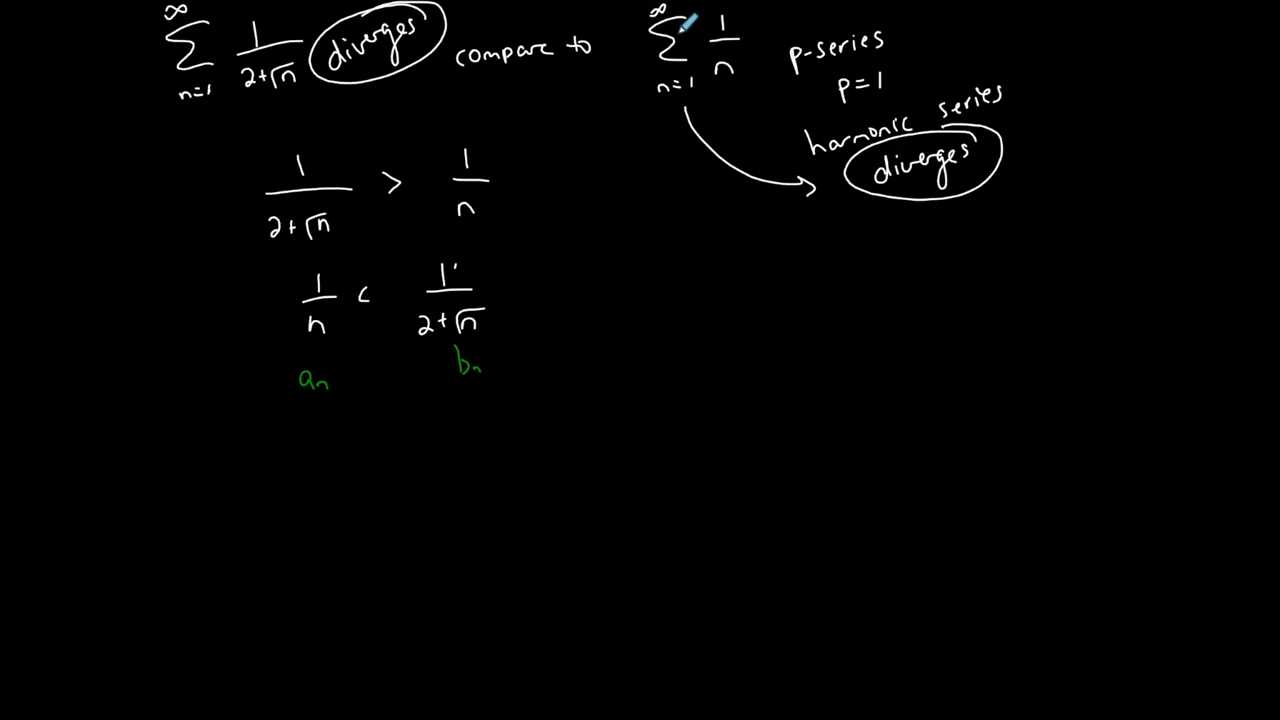 ∞ ∑ n=1 1/(2+√n) diverges compare to ∞ ∑ n=1 1/n p-series
p=1
harmonic series
diverges
1/(2+√n) > 1/n
1/n < 1/(2+√n)
aₙ bₙ